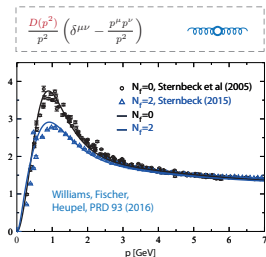 D(p²)/p² (δ^{μν} − p^μ p^ν/p²)
4
3
2
1
0
N_f=0, Sternbeck et al (2005)
N_f=2, Sternbeck (2015)
N_f=0
N_f=2
Williams, Fischer,
Heupel, PRD 93 (2016)
0 1 2 3 4 5 6 7
p [GeV]